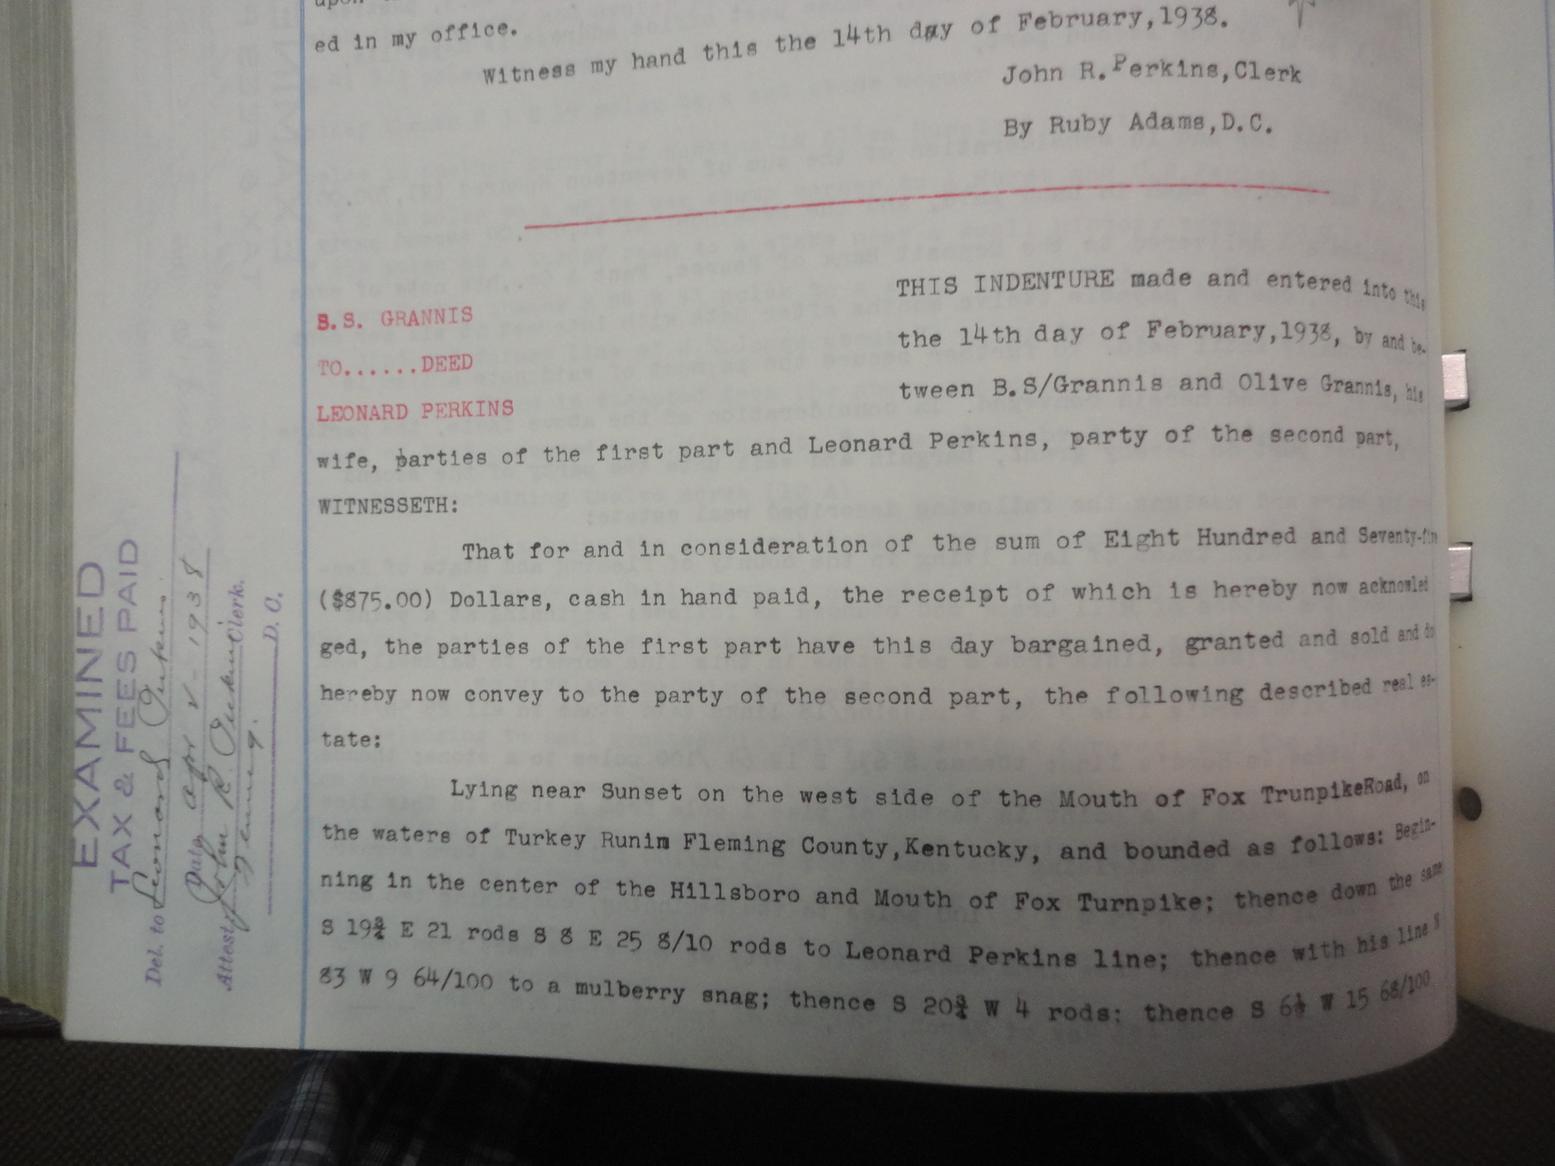 ed in my office.
Witness my hand this the 14th day of February,1938.
John R.Perkins,Clerk
By Ruby Adams,D.C.
B.S. GRANNIS
TO......DEED
LEONARD PERKINS
THIS INDENTURE made and entered into this
the 14th day of February,1938, by and be-
tween B.S/Grannis and Olive Grannis, his
wife, parties of the first part and Leonard Perkins, party of the second part,
WITNESSETH:
That for and in consideration of the sum of Eight Hundred and Seventy-fiv
($875.00) Dollars, cash in hand paid, the receipt of which is hereby now acknowled
ged, the parties of the first part have this day bargained, granted and sold and do
hereby now convey to the party of the second part, the following described real es-
tate:
Lying near Sunset on the west side of the Mouth of Fox TrunpikeRoad, on
the waters of Turkey Runin Fleming County,Kentucky, and bounded as follows: Begin-
ning in the center of the Hillsboro and Mouth of Fox Turnpike; thence down the same
S 19¾ E 21 rods S 8 E 25 8/10 rods to Leonard Perkins line; thence with his line S
83 W 9 64/100 to a mulberry snag; thence S 20¾ W 4 rods; thence S 6½ W 15 68/100
EXAMINED
TAX & FEES PAID
Del. to Leonard Perkins.
Date Apr 1938
Attest, John R. Perkins Clerk.
D. C.